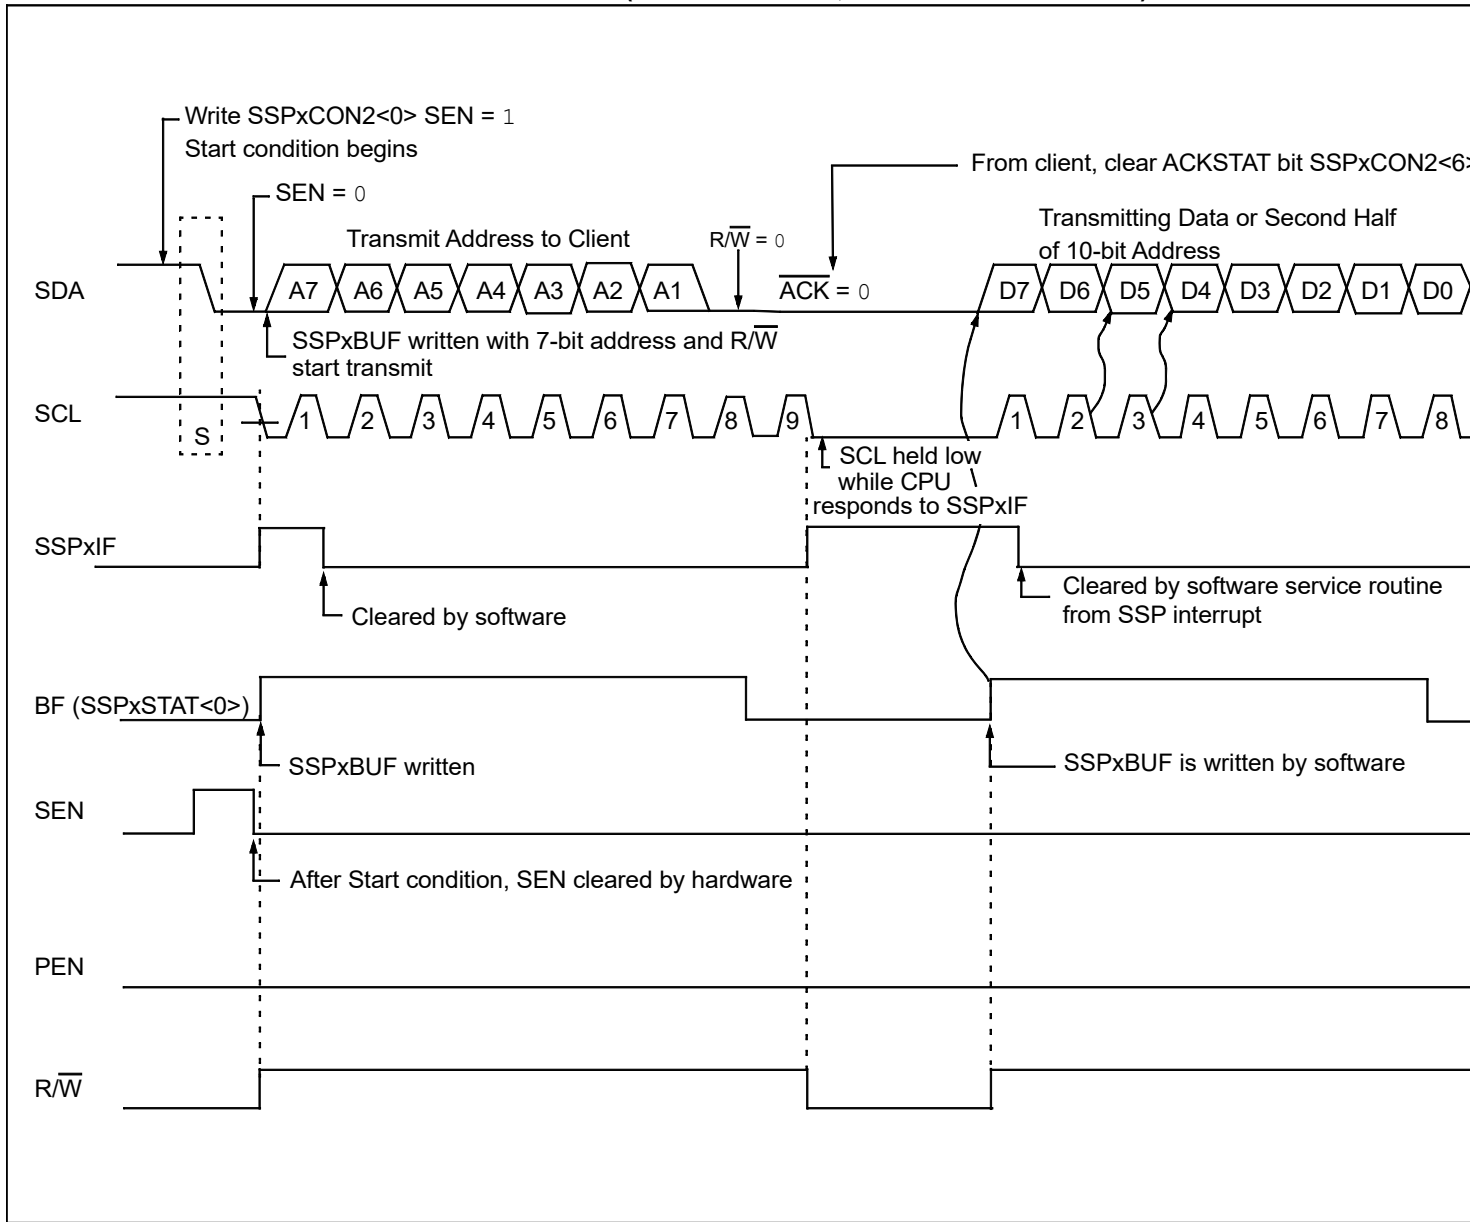 Write SSPxCON2<0> SEN = 1
Start condition begins
From client, clear ACKSTAT bit SSPxCON2<6>
SEN = 0
Transmitting Data or Second Half
of 10-bit Address
Transmit Address to Client
R/W = 0
SDA
A7 A6 A5 A4 A3 A2 A1
ACK = 0
D7 D6 D5 D4 D3 D2 D1 D0
SSPxBUF written with 7-bit address and R/W
start transmit
SCL
S
1 2 3 4 5 6 7 8 9
1 2 3 4 5 6 7 8
SCL held low
while CPU
responds to SSPxIF
SSPxIF
Cleared by software
Cleared by software service routine
from SSP interrupt
BF (SSPxSTAT<0>)
SSPxBUF written
SSPxBUF is written by software
SEN
After Start condition, SEN cleared by hardware
PEN
R/W